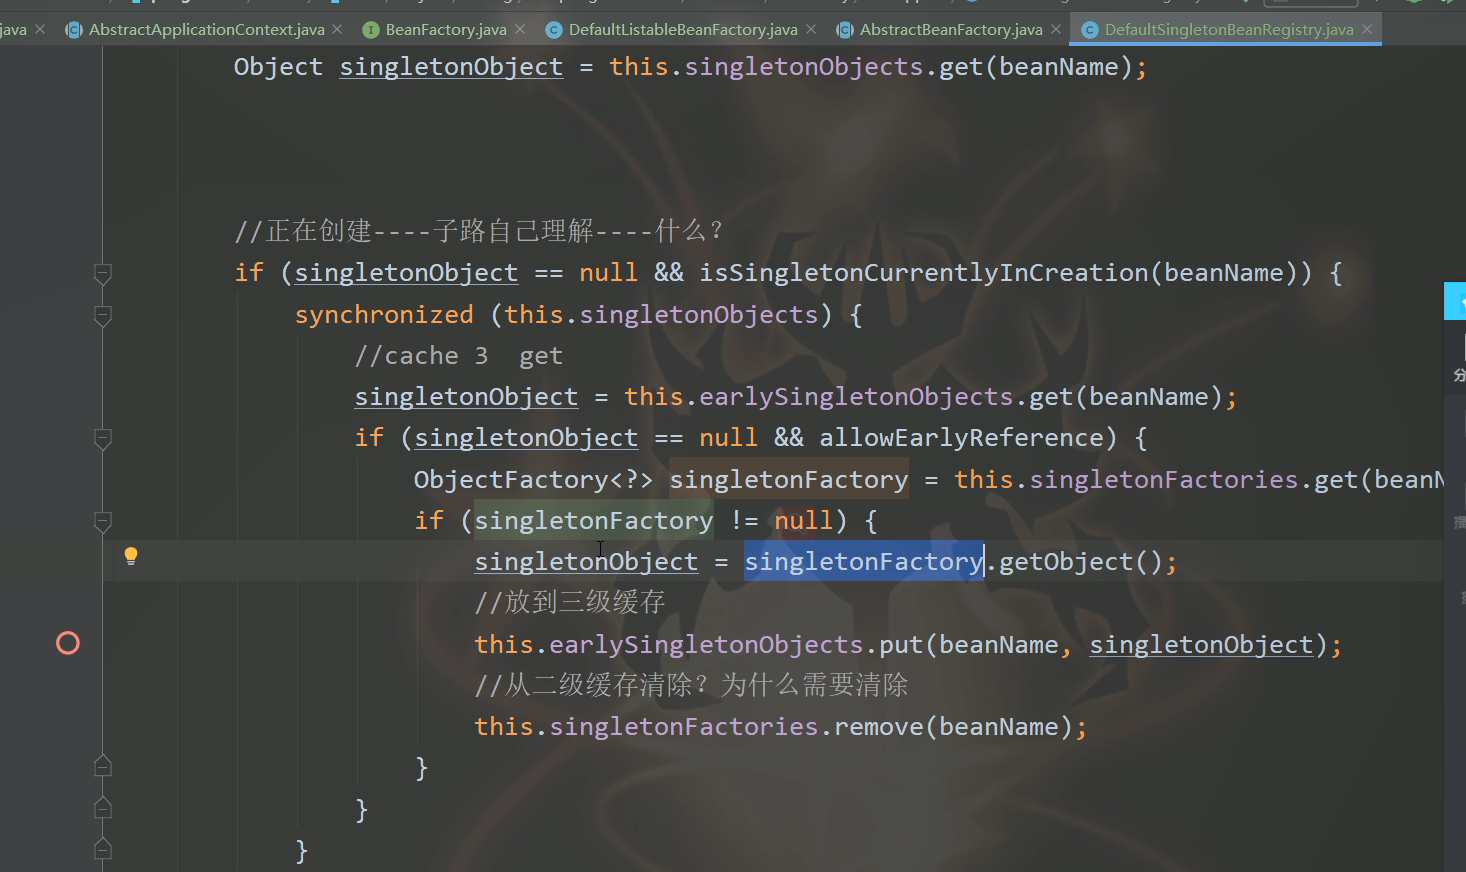 java
AbstractApplicationContext.java
BeanFactory.java
DefaultListableBeanFactory.java
AbstractBeanFactory.java
DefaultSingletonBeanRegistry.java
Object singletonObject = this.singletonObjects.get(beanName);
//正在创建----子路自己理解----什么?
if (singletonObject == null && isSingletonCurrentlyInCreation(beanName)) {
synchronized (this.singletonObjects) {
//cache 3  get
singletonObject = this.earlySingletonObjects.get(beanName);
if (singletonObject == null && allowEarlyReference) {
ObjectFactory<?> singletonFactory = this.singletonFactories.get(bean
if (singletonFactory != null) {
singletonObject = singletonFactory.getObject();
//放到三级缓存
this.earlySingletonObjects.put(beanName, singletonObject);
//从二级缓存清除? 为什么需要清除
this.singletonFactories.remove(beanName);
}
}
}